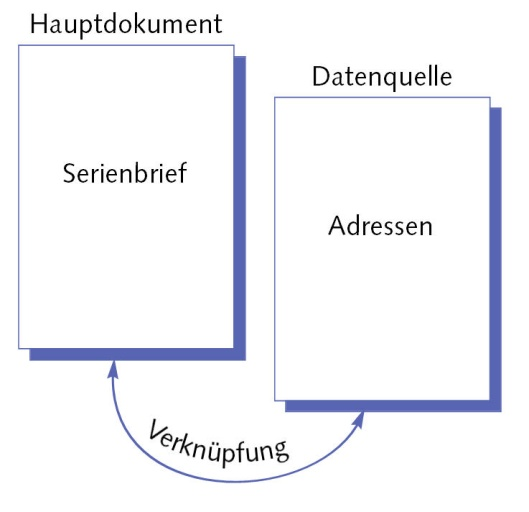 Hauptdokument
Datenquelle
Serienbrief
Adressen
Verknüpfung